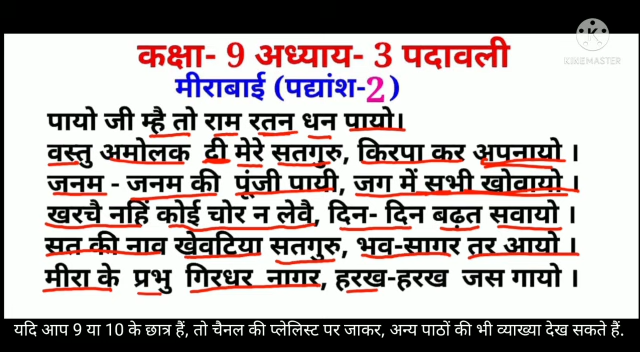 KINEMASTER
कक्षा- 9 अध्याय- 3 पदावली
मीराबाई (पद्यांश-2)
पायो जी म्है तो राम रतन धन पायो।
वस्तु अमोलक दी मेरे सतगुरु, किरपा कर अपनायो ।
जनम - जनम की पूंजी पायी, जग में सभी खोवायो ।
खरचै नहिं कोई चोर न लेवै, दिन- दिन बढ़त सवायो ।
सत की नाव खेवटिया सतगुरु, भव-सागर तर आयो ।
मीरा के प्रभु गिरधर नागर, हरख-हरख जस गायो ।
यदि आप 9 या 10 के छात्र हैं, तो चैनल की प्लेलिस्ट पर जाकर, अन्य पाठों की भी व्याख्या देख सकते हैं.